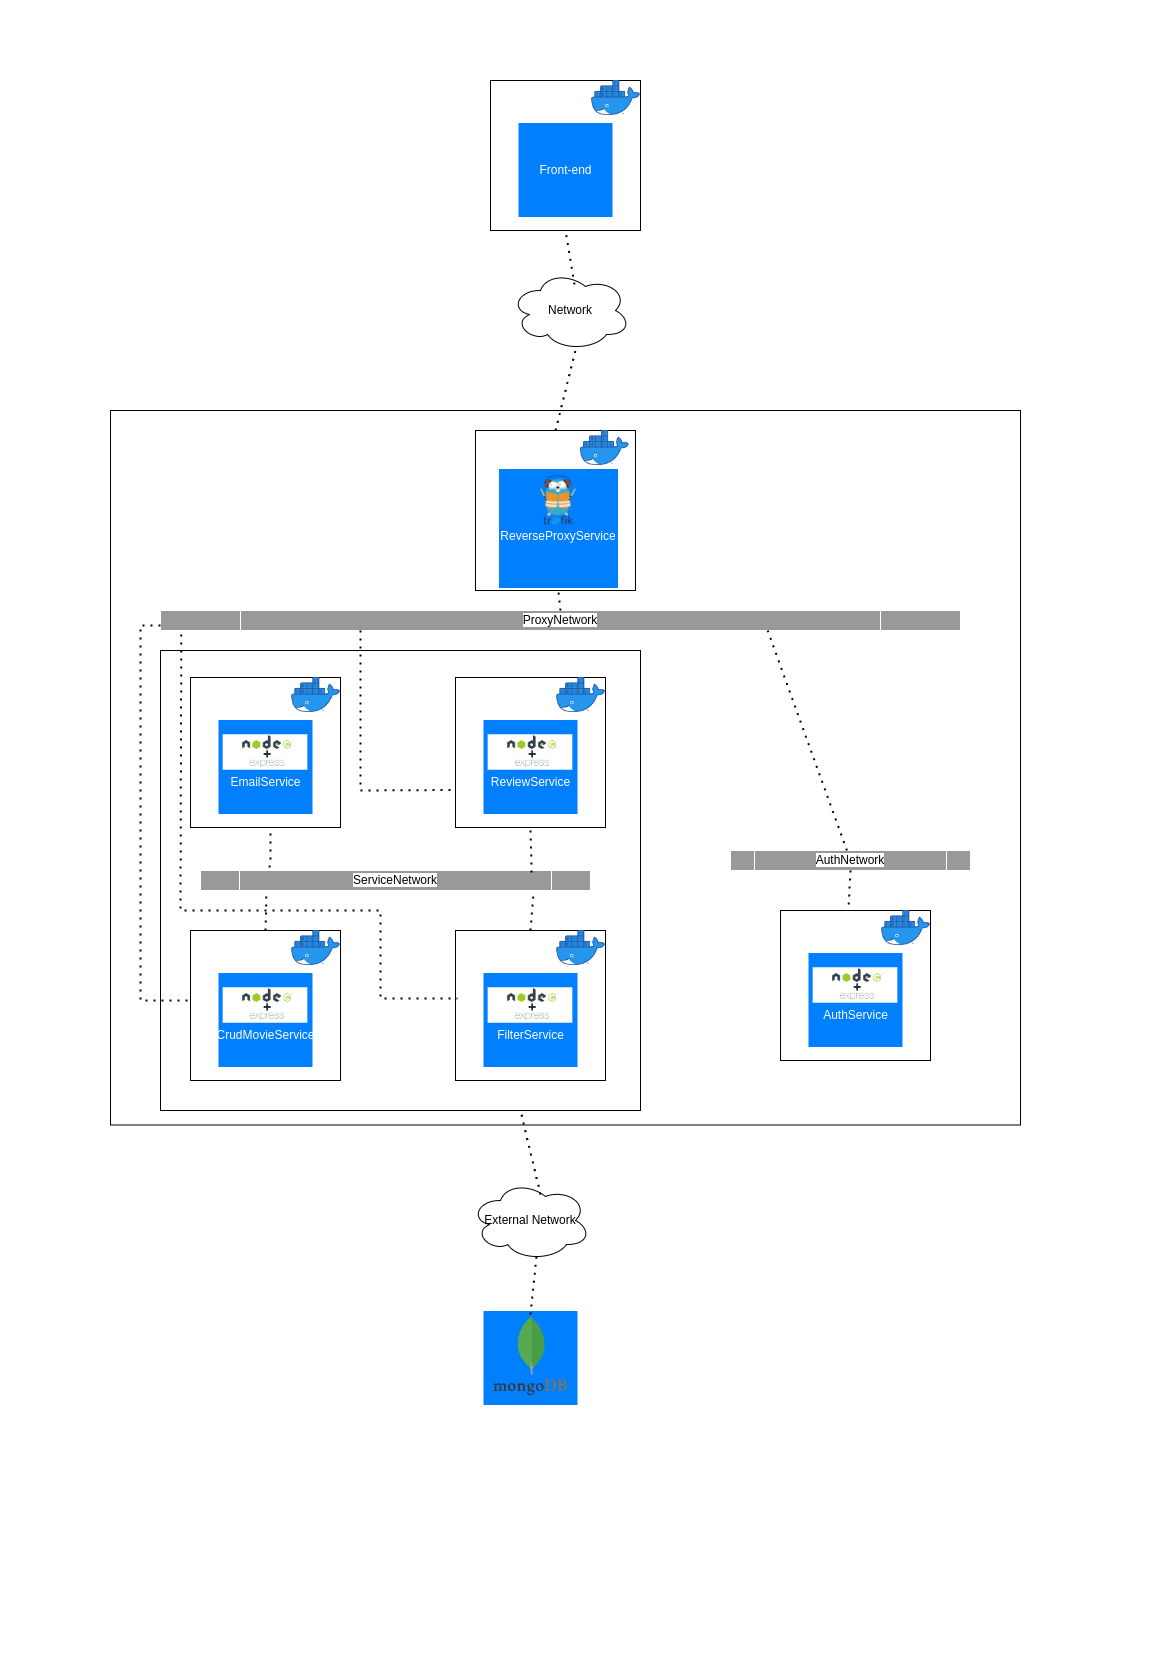 Front-end
Network
træfik
ReverseProxyService
ProxyNetwork
node
+
express
EmailService
node
+
express
ReviewService
ServiceNetwork
AuthNetwork
node
+
express
CrudMovieService
node
+
express
FilterService
node
+
express
AuthService
External Network
mongoDB